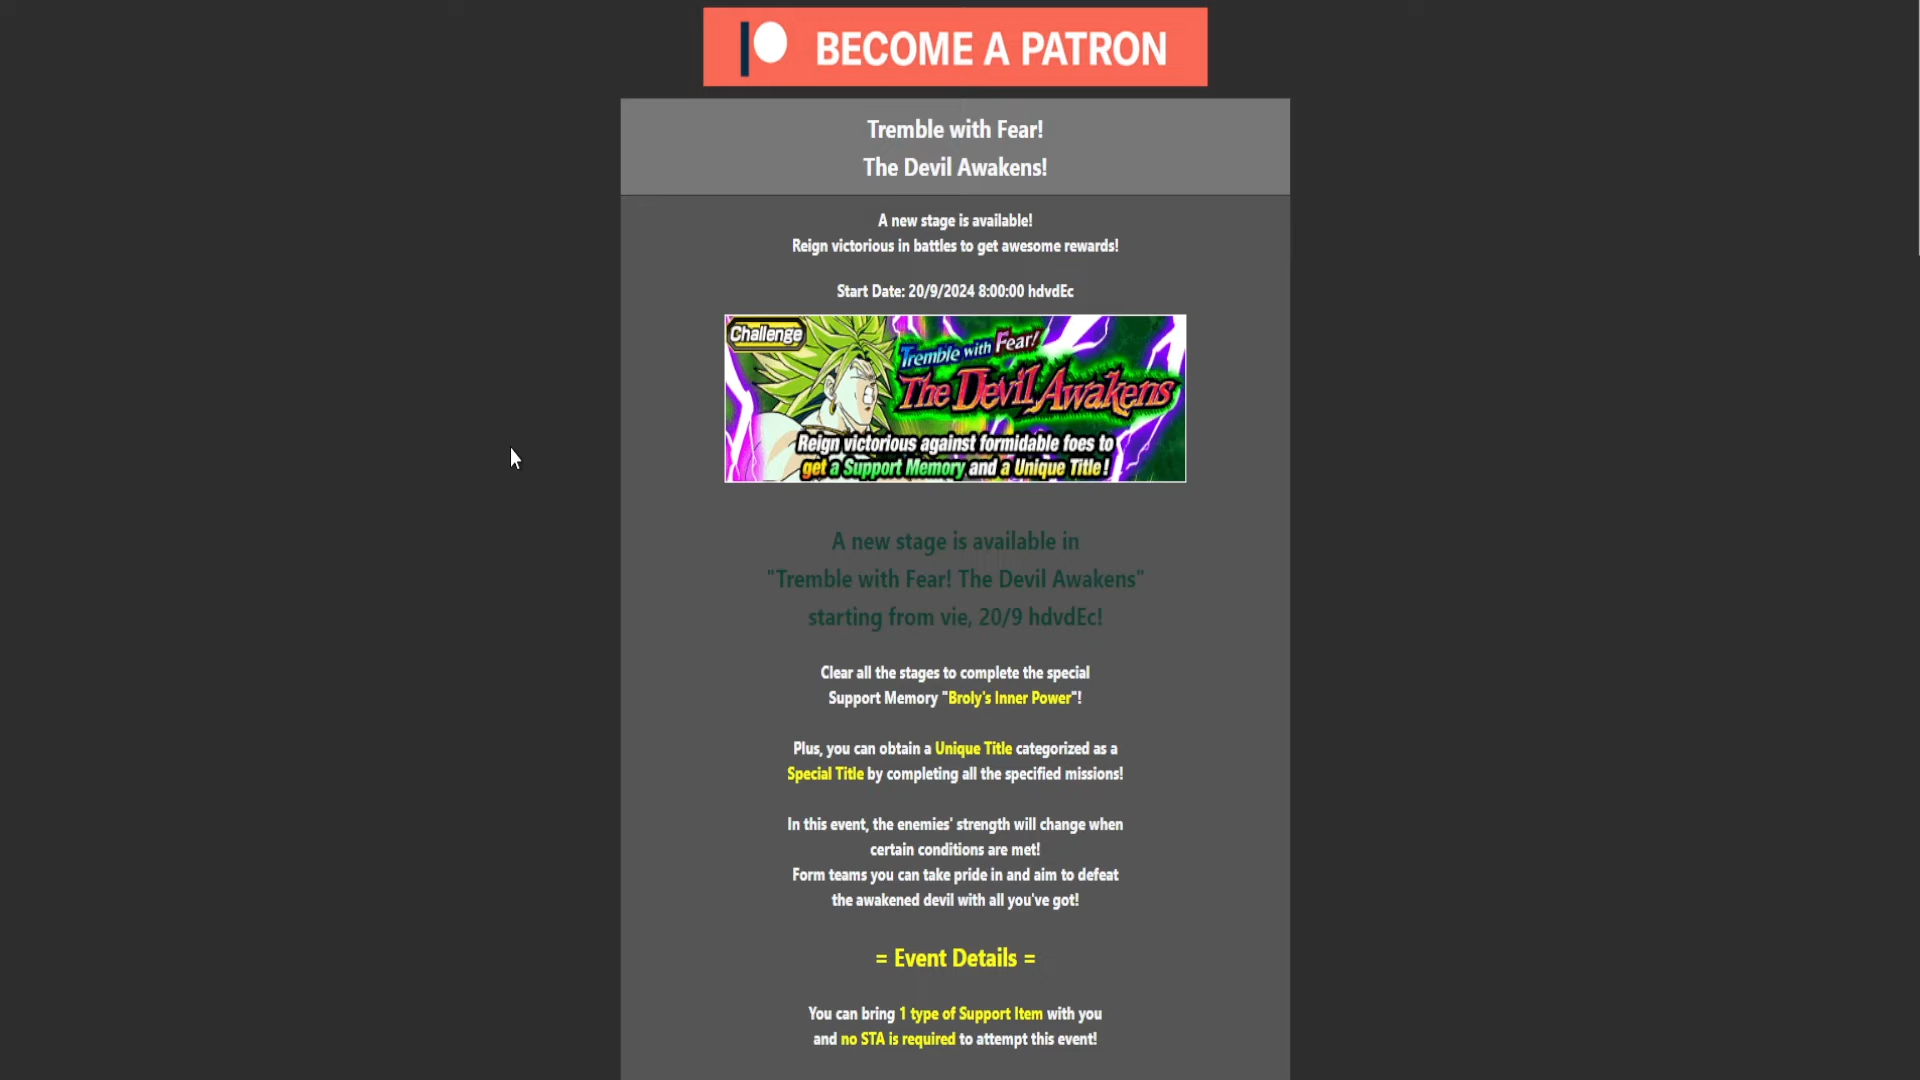 BECOME A PATRON
Tremble with Fear!
The Devil Awakens!
A new stage is available!
Reign victorious in battles to get awesome rewards!
Start Date: 20/9/2024 8:00:00 hdvdEc
Challenge
Tremble with Fear!
The Devil Awakens
Reign victorious against formidable foes to
get a Support Memory and a Unique Title!
A new stage is available in
"Tremble with Fear! The Devil Awakens"
starting from vie, 20/9 hdvdEc!
Clear all the stages to complete the special
Support Memory "Broly's Inner Power"!
Plus, you can obtain a Unique Title categorized as a
Special Title by completing all the specified missions!
In this event, the enemies' strength will change when
certain conditions are met!
Form teams you can take pride in and aim to defeat
the awakened devil with all you've got!
= Event Details =
You can bring 1 type of Support Item with you
and no STA is required to attempt this event!